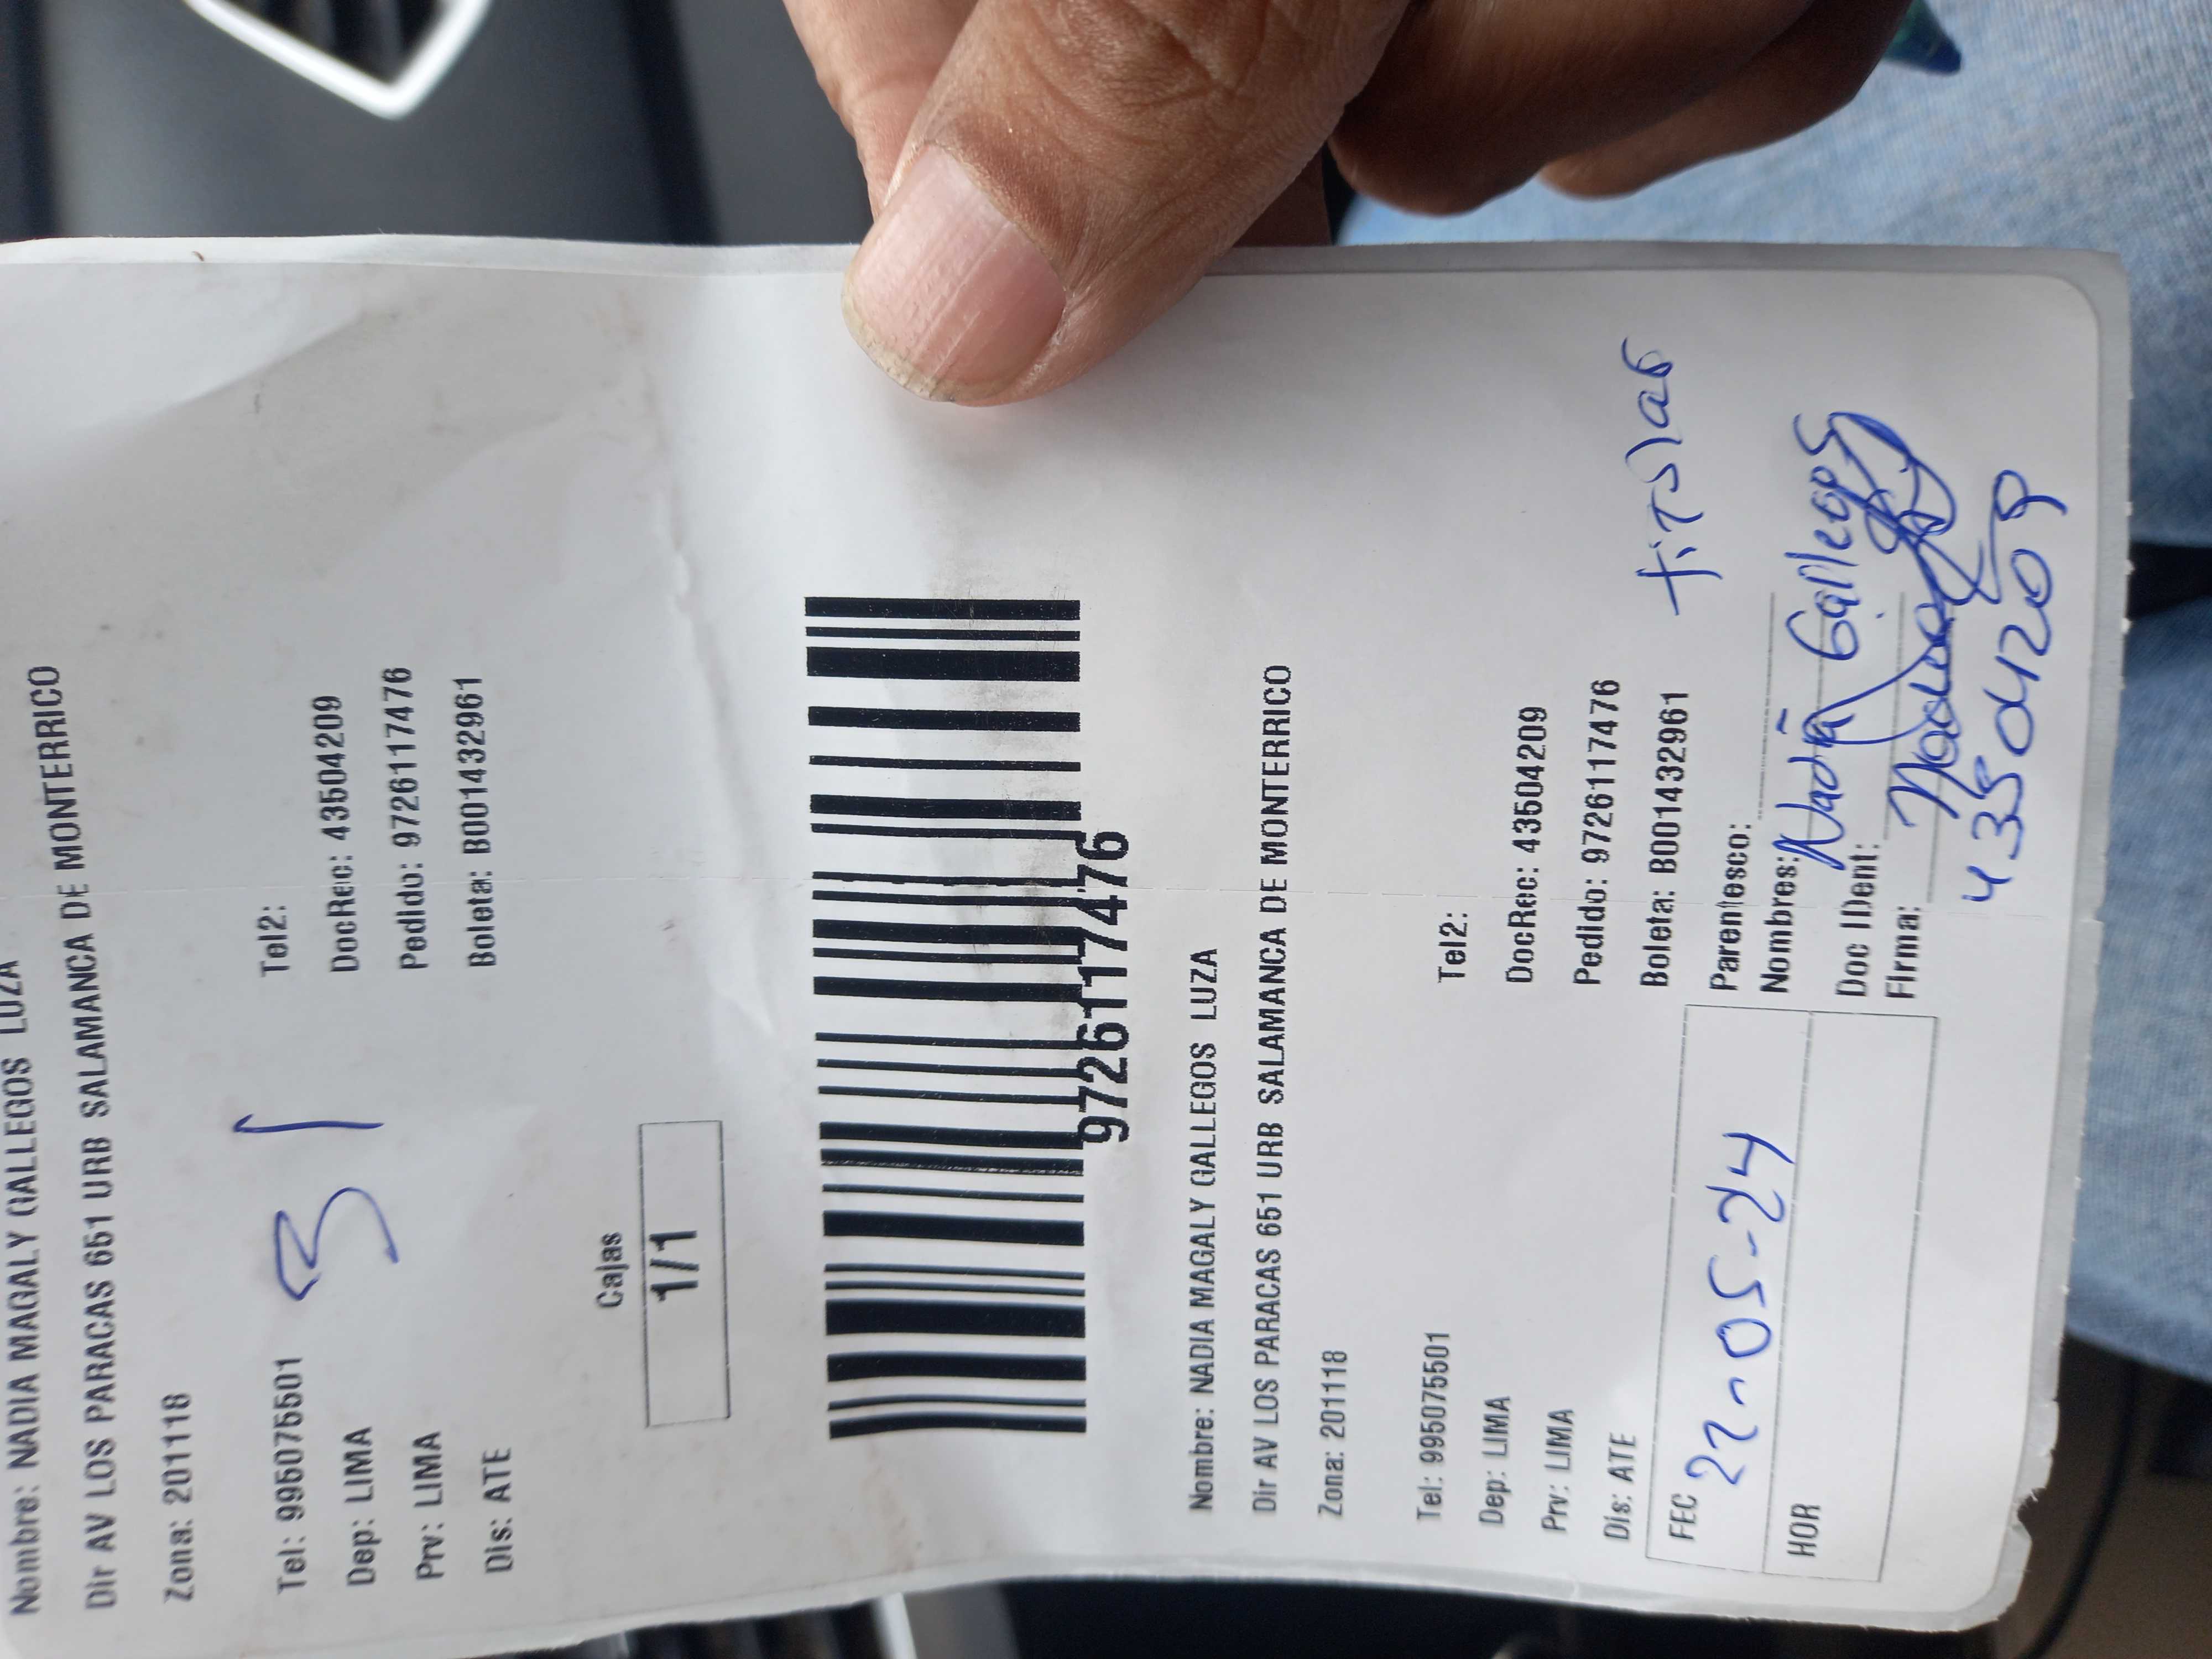 Nombre: NADIA MAGALY GALLEGOS LUZA
Dir AV LOS PARACAS 651 URB SALAMANCA DE MONTERRICO
Zona: 201118
Tel: 995075501 Tel2:
Dep: LIMA DocRec: 43504209
Prv: LIMA Pedido: 9726117476
Dis: ATE Boleta: B001432961
31
Cajas
1/1
9726117476
Nombre: NADIA MAGALY GALLEGOS LUZA
Dir AV LOS PARACAS 651 URB SALAMANCA DE MONTERRICO
Zona: 201118
Tel: 995075501 Tel2:
Dep: LIMA DocRec: 43504209
Prv: LIMA Pedido: 9726117476
Dis: ATE Boleta: B001432961
FEC 22-05-24
HOR
Parentesco:
Nombres: Nadia Gallegos
Doc IDent:
Firma:
43504209